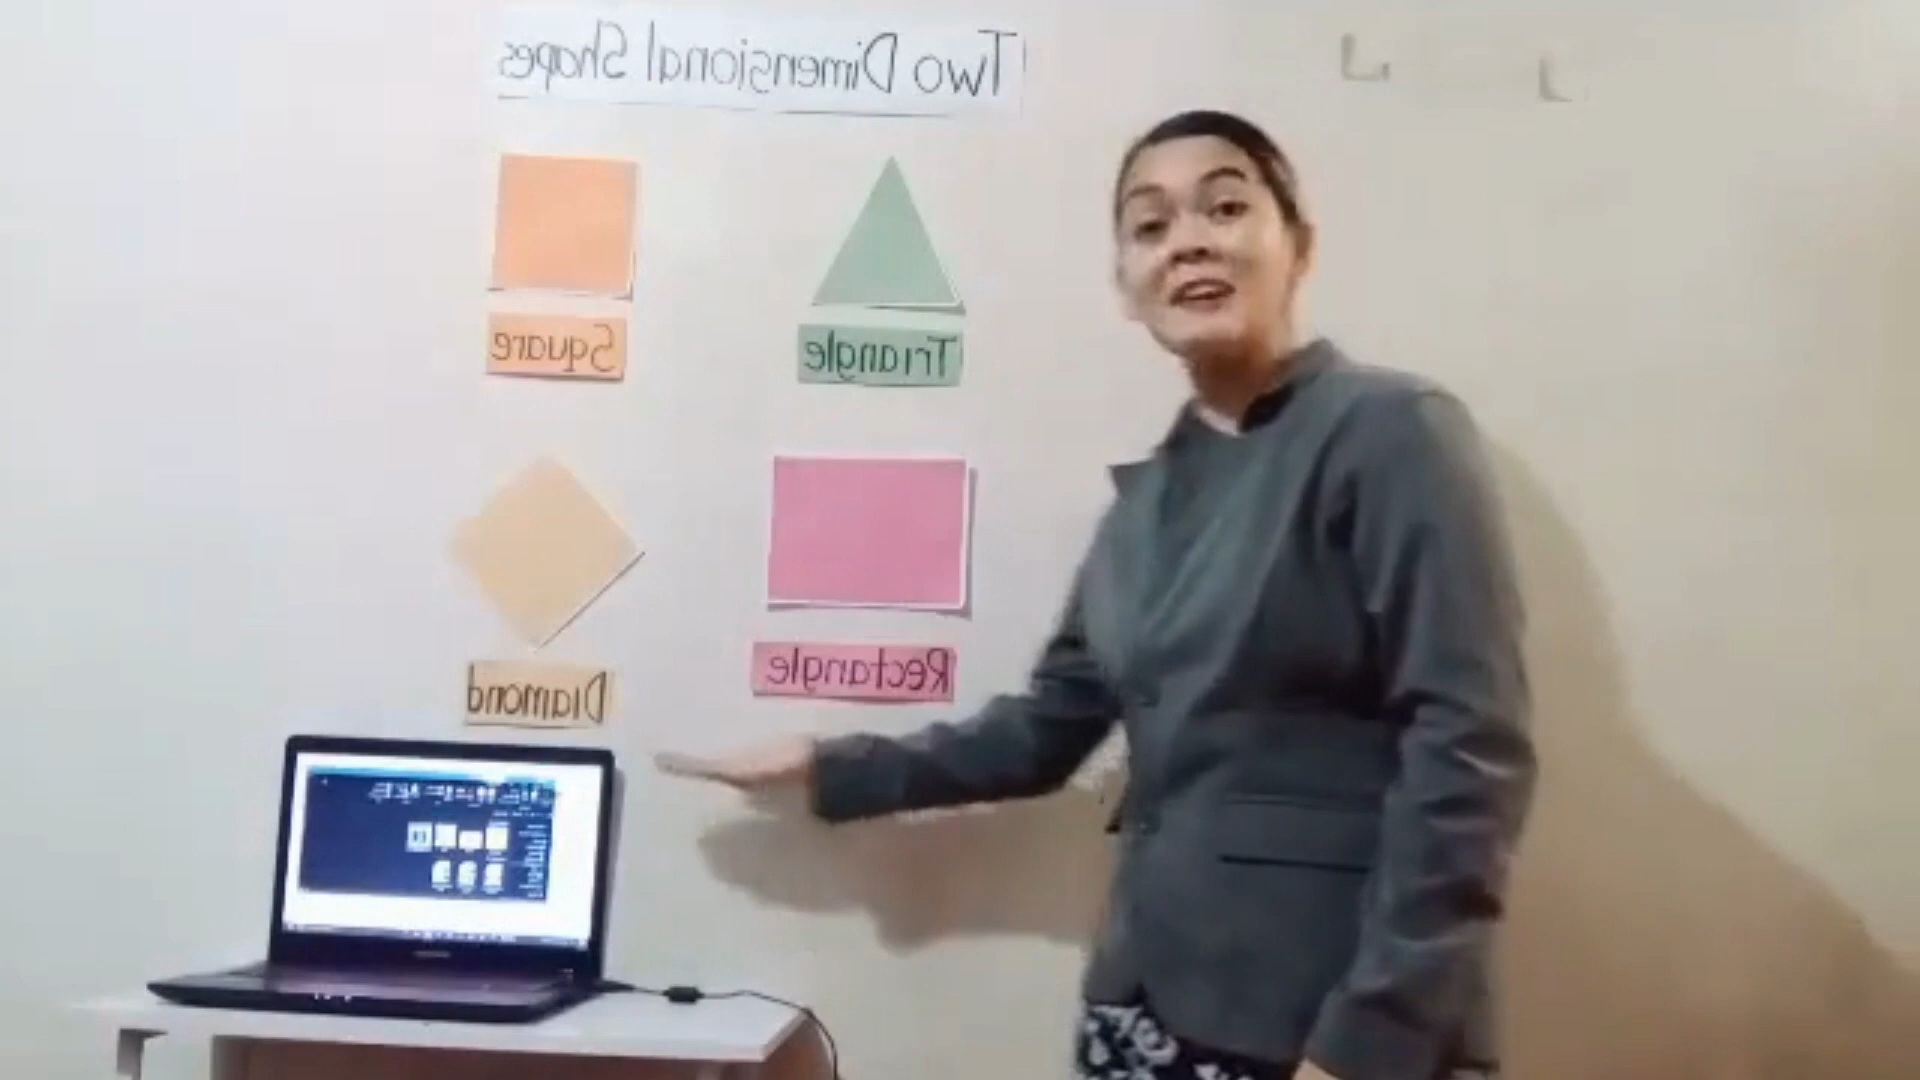 Two Dimensional Shapes
Triangle
Square
Rectangle
Diamond